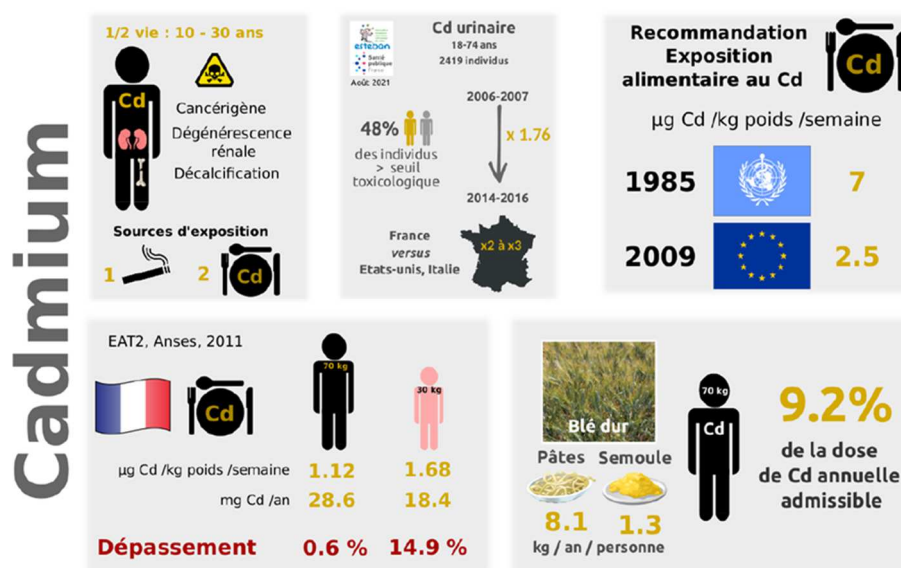 Cadmium
1/2 vie : 10 - 30 ans
Cd
Cancérigène
Dégénérescence
rénale
Décalcification
Sources d'exposition
1
2
Cd
esteban
Santé
publique
France
Août 2021
Cd urinaire
18-74 ans
2419 individus
2006-2007
x 1.76
48%
des individus
> seuil
toxicologique
2014-2016
France
versus
Etats-unis, Italie
x2 à x3
Recommandation
Exposition
alimentaire au Cd
Cd
µg Cd /kg poids /semaine
1985
7
2009
2.5
EAT2, Anses, 2011
Cd
70 kg
30 kg
µg Cd /kg poids /semaine 1.12 1.68
mg Cd /an 28.6 18.4
Dépassement 0.6 % 14.9 %
Blé dur
Pâtes Semoule
8.1 1.3
kg / an / personne
70 kg
Cd
9.2%
de la dose
de Cd annuelle
admissible